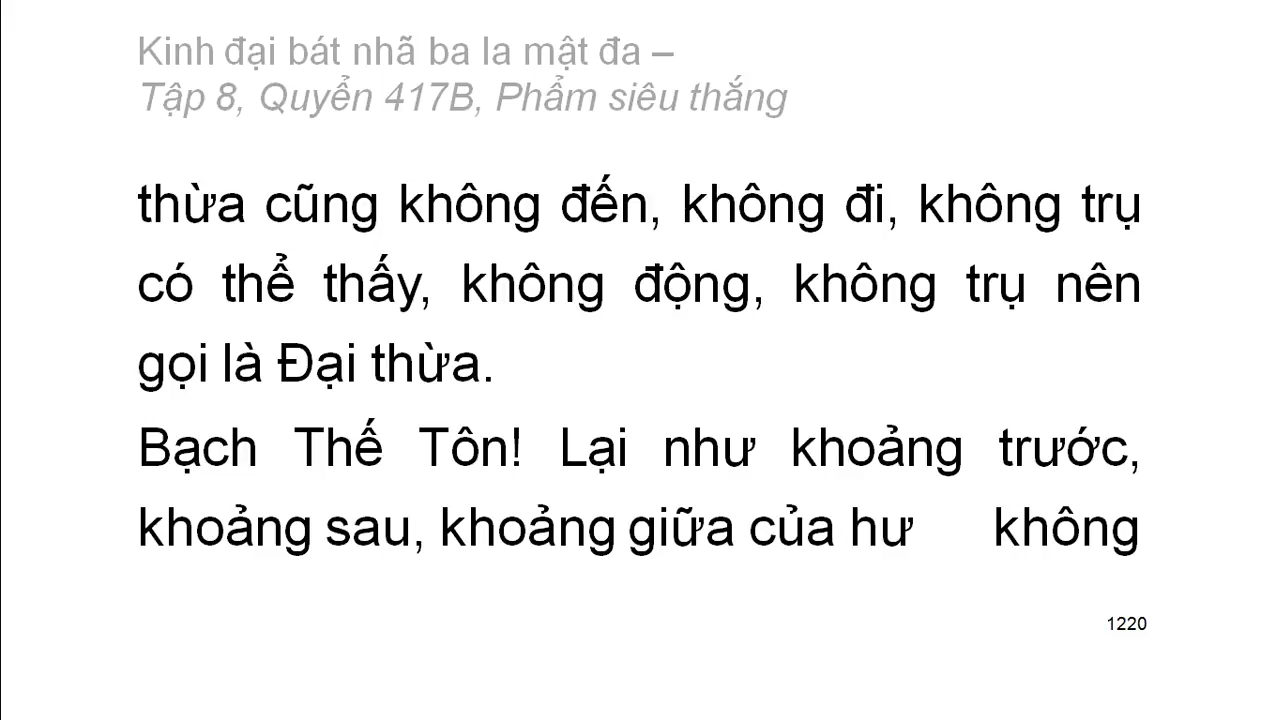 Kinh đại bát nhã ba la mật đa –
Tập 8, Quyển 417B, Phẩm siêu thắng
thừa cũng không đến, không đi, không trụ
có thể thấy, không động, không trụ nên
gọi là Đại thừa.
Bạch Thế Tôn! Lại như khoảng trước,
khoảng sau, khoảng giữa của hư không
1220